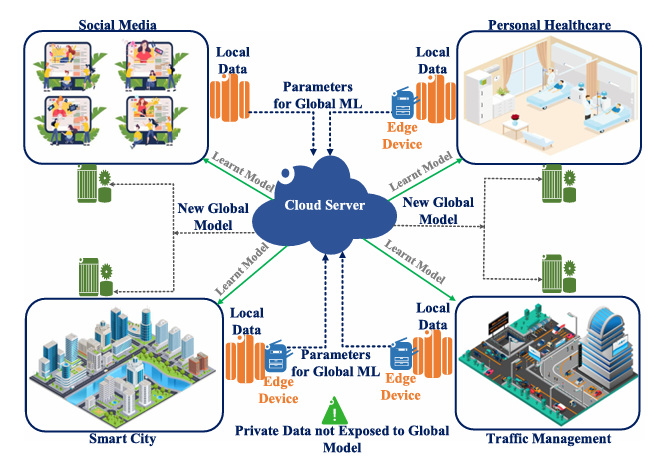 Social Media
Personal Healthcare
Local
Data
Local
Data
Parameters
for Global ML
Edge
Device
Learnt Model
Learnt Model
Cloud Server
New Global
Model
New Global
Model
Learnt Model
Learnt Model
Local
Data
Local
Data
Parameters
for Global ML
Edge
Device
Edge
Device
Private Data not Exposed to Global
Model
Smart City
Traffic Management